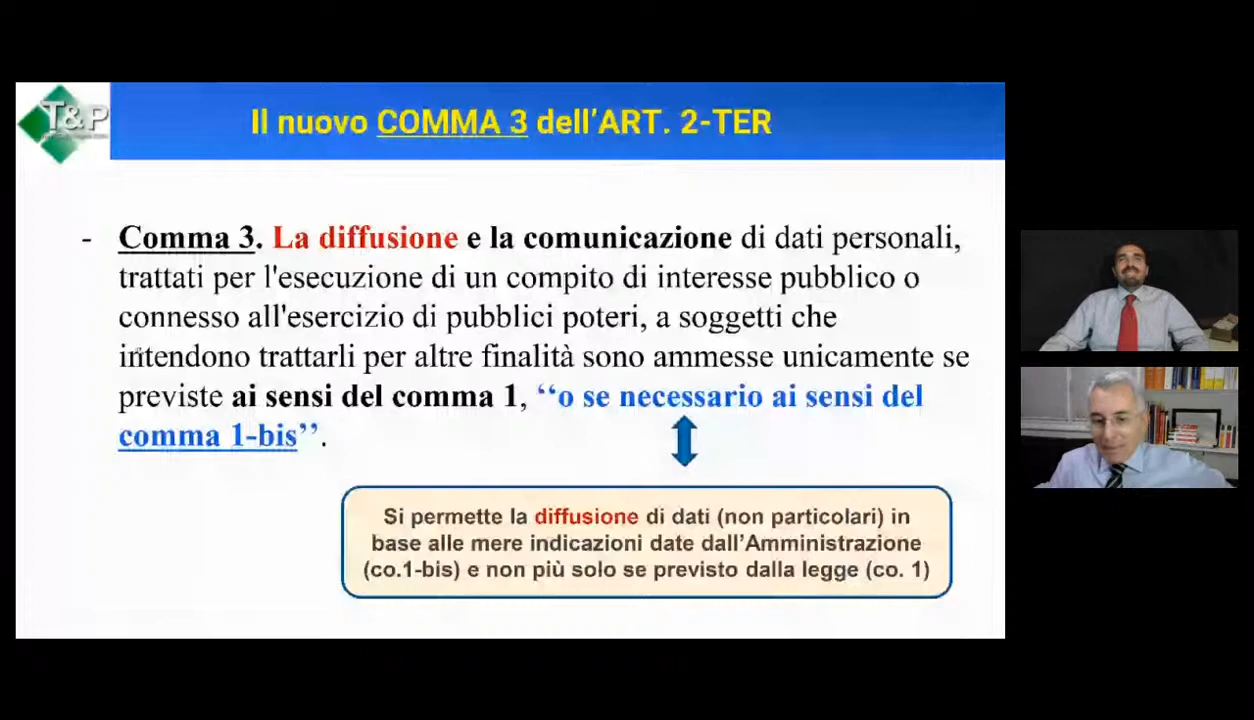 T&P
Il nuovo COMMA 3 dell'ART. 2-TER
- Comma 3. La diffusione e la comunicazione di dati personali,
trattati per l'esecuzione di un compito di interesse pubblico o
connesso all'esercizio di pubblici poteri, a soggetti che
intendono trattarli per altre finalità sono ammesse unicamente se
previste ai sensi del comma 1, ‘‘o se necessario ai sensi del
comma 1-bis’’.
Si permette la diffusione di dati (non particolari) in
base alle mere indicazioni date dall'Amministrazione
(co.1-bis) e non più solo se previsto dalla legge (co. 1)